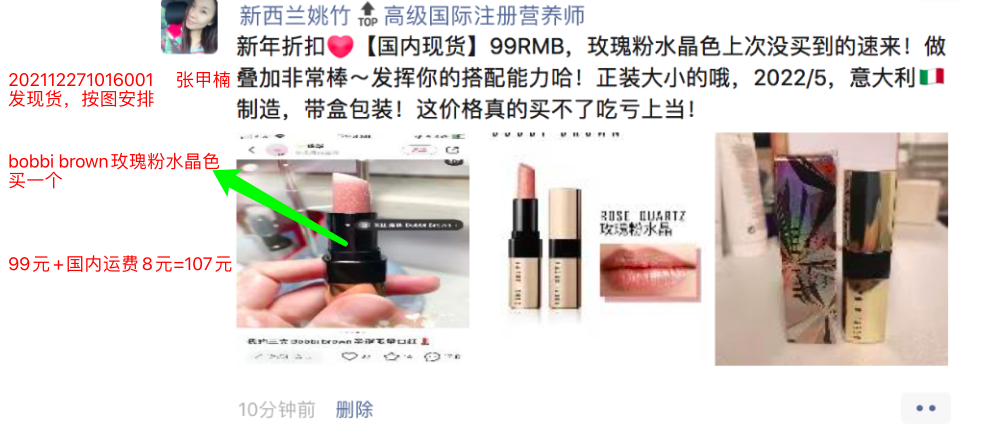 新西兰姚竹🔝高级国际注册营养师
新年折扣❤️【国内现货】99RMB，玫瑰粉水晶色上次没买到的速来！做
叠加非常棒～发挥你的搭配能力哈！正装大小的哦，2022/5，意大利🇮🇹
制造，带盒包装！这价格真的买不了吃亏上当！
202112271016001 张甲楠
发现货，按图安排
bobbi brown玫瑰粉水晶色
买一个
99元+国内运费8元=107元
BOBBI BROWN
ROSE QUARTZ
玫瑰粉水晶
10分钟前 删除